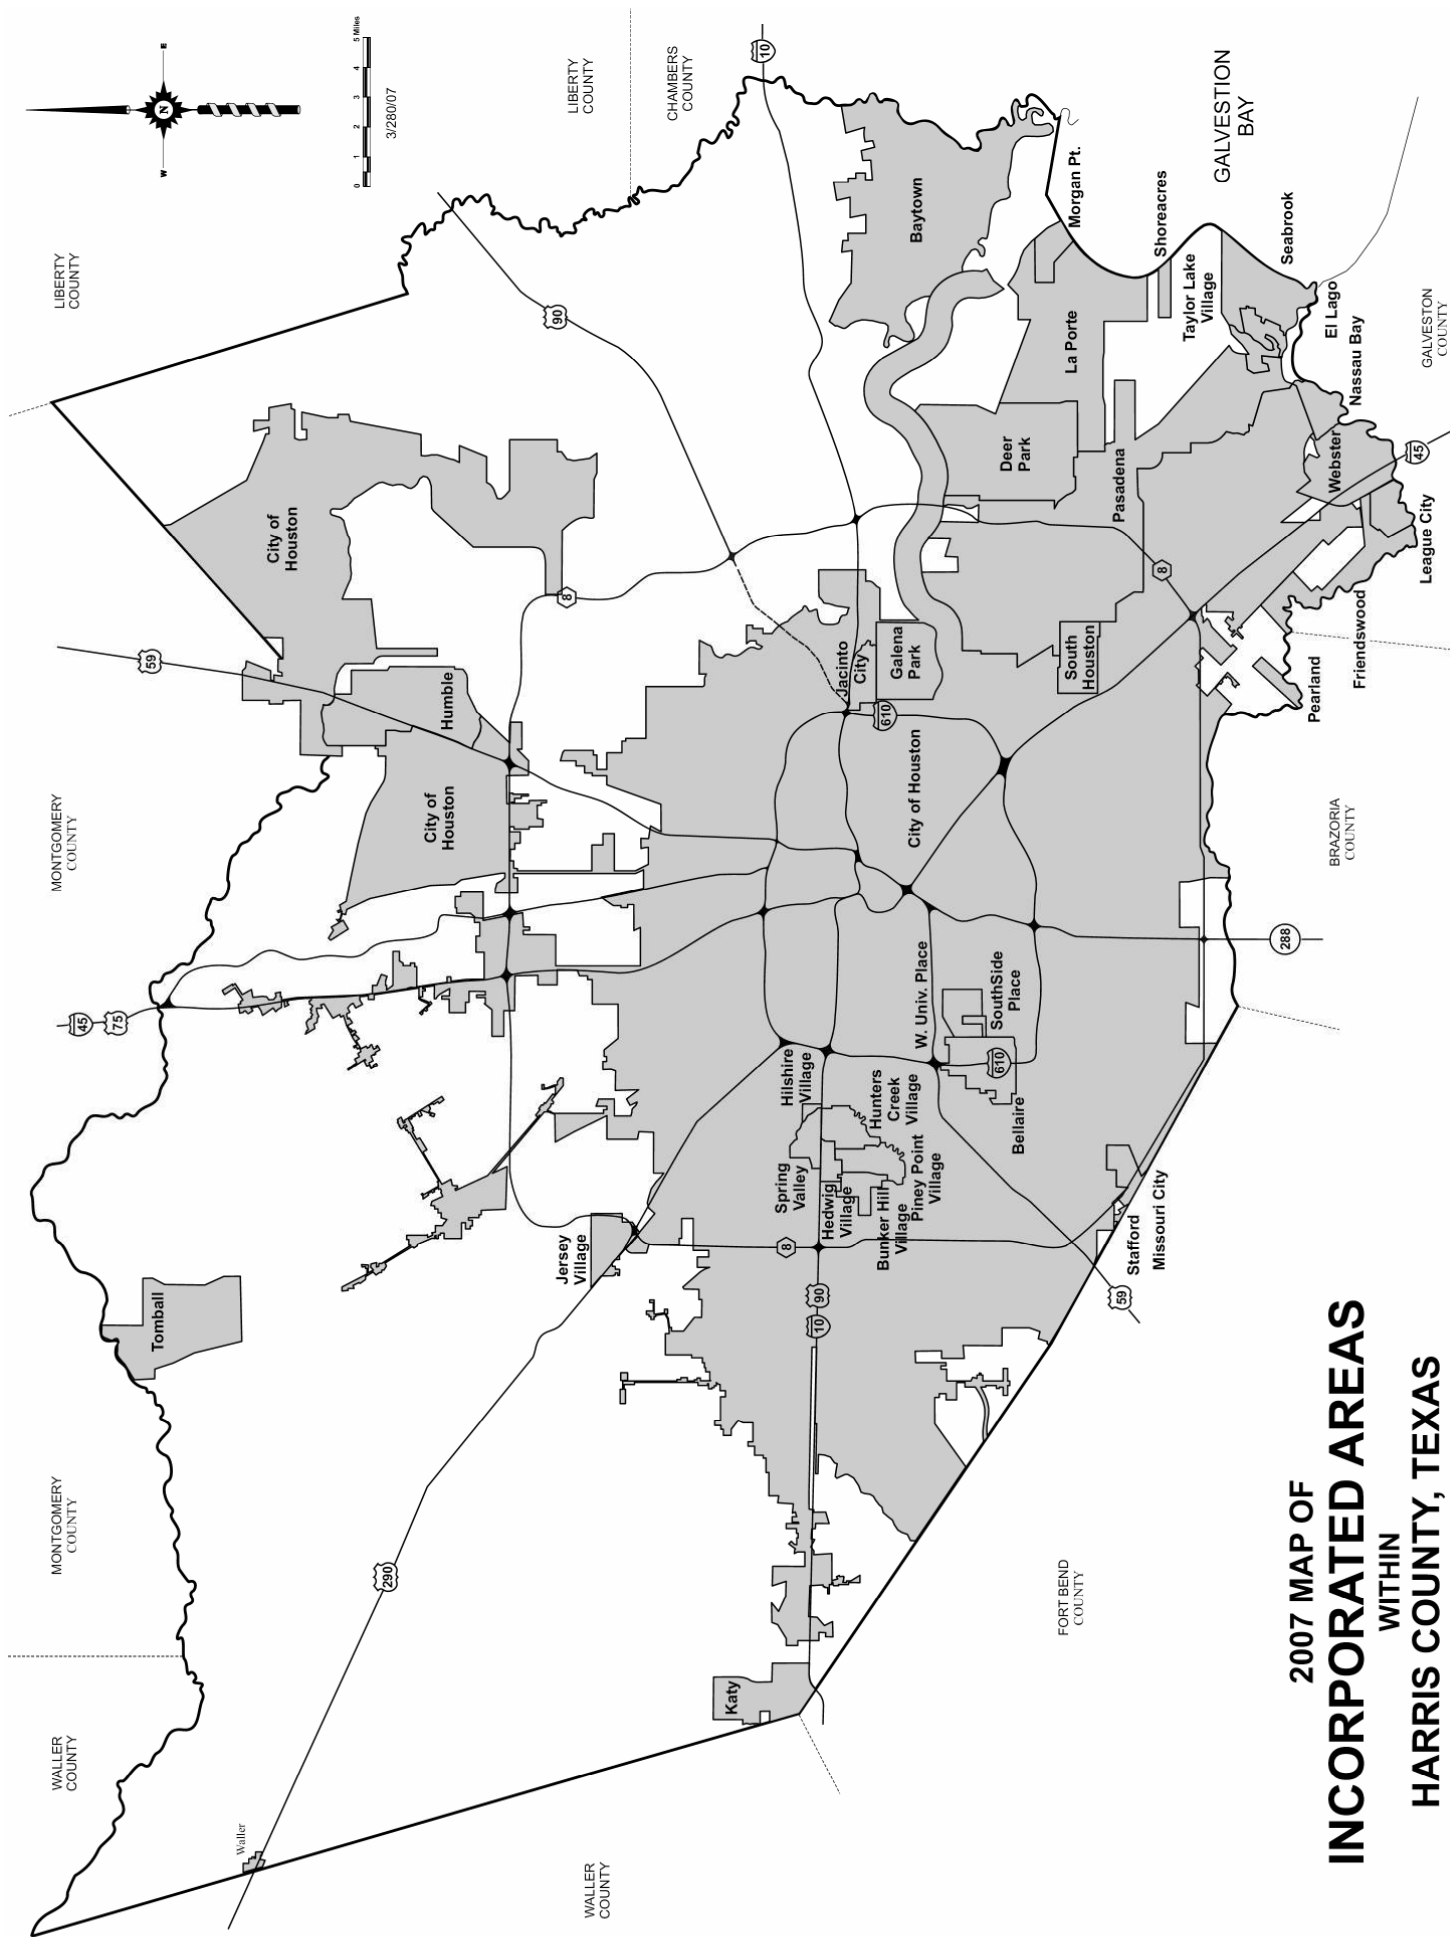 2007 MAP OF
INCORPORATED AREAS
WITHIN
HARRIS COUNTY, TEXAS
N
W
E
0 1 2 3 4 5 Miles
3/280/07
WALLER
COUNTY
MONTGOMERY
COUNTY
MONTGOMERY
COUNTY
LIBERTY
COUNTY
LIBERTY
COUNTY
CHAMBERS
COUNTY
GALVESTION
BAY
GALVESTON
COUNTY
BRAZORIA
COUNTY
FORT BEND
COUNTY
WALLER
COUNTY
Waller
Tomball
290
45
75
59
City of
Houston
Humble
City of
Houston
8
90
10
Jersey
Village
Katy
Hilshire
Village
Spring
Valley
Hedwig
Village
Bunker Hill
Village
Piney Point
Village
Hunters
Creek
Village
8
90
10
W. Univ. Place
SouthSide
Place
610
Bellaire
City of Houston
Jacinto
City
610
Galena
Park
Baytown
Morgan Pt.
La Porte
Deer
Park
Pasadena
South
Houston
8
Shoreacres
Taylor Lake
Village
Seabrook
El Lago
Nassau Bay
Webster
45
League City
Friendswood
Pearland
288
Stafford
Missouri City
59